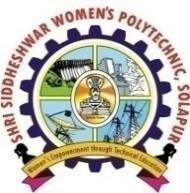 SHRI SIDDHESHWAR WOMEN'S POLYTECHNIC, SOLAPUR
Women's Empowerment through Technical Education